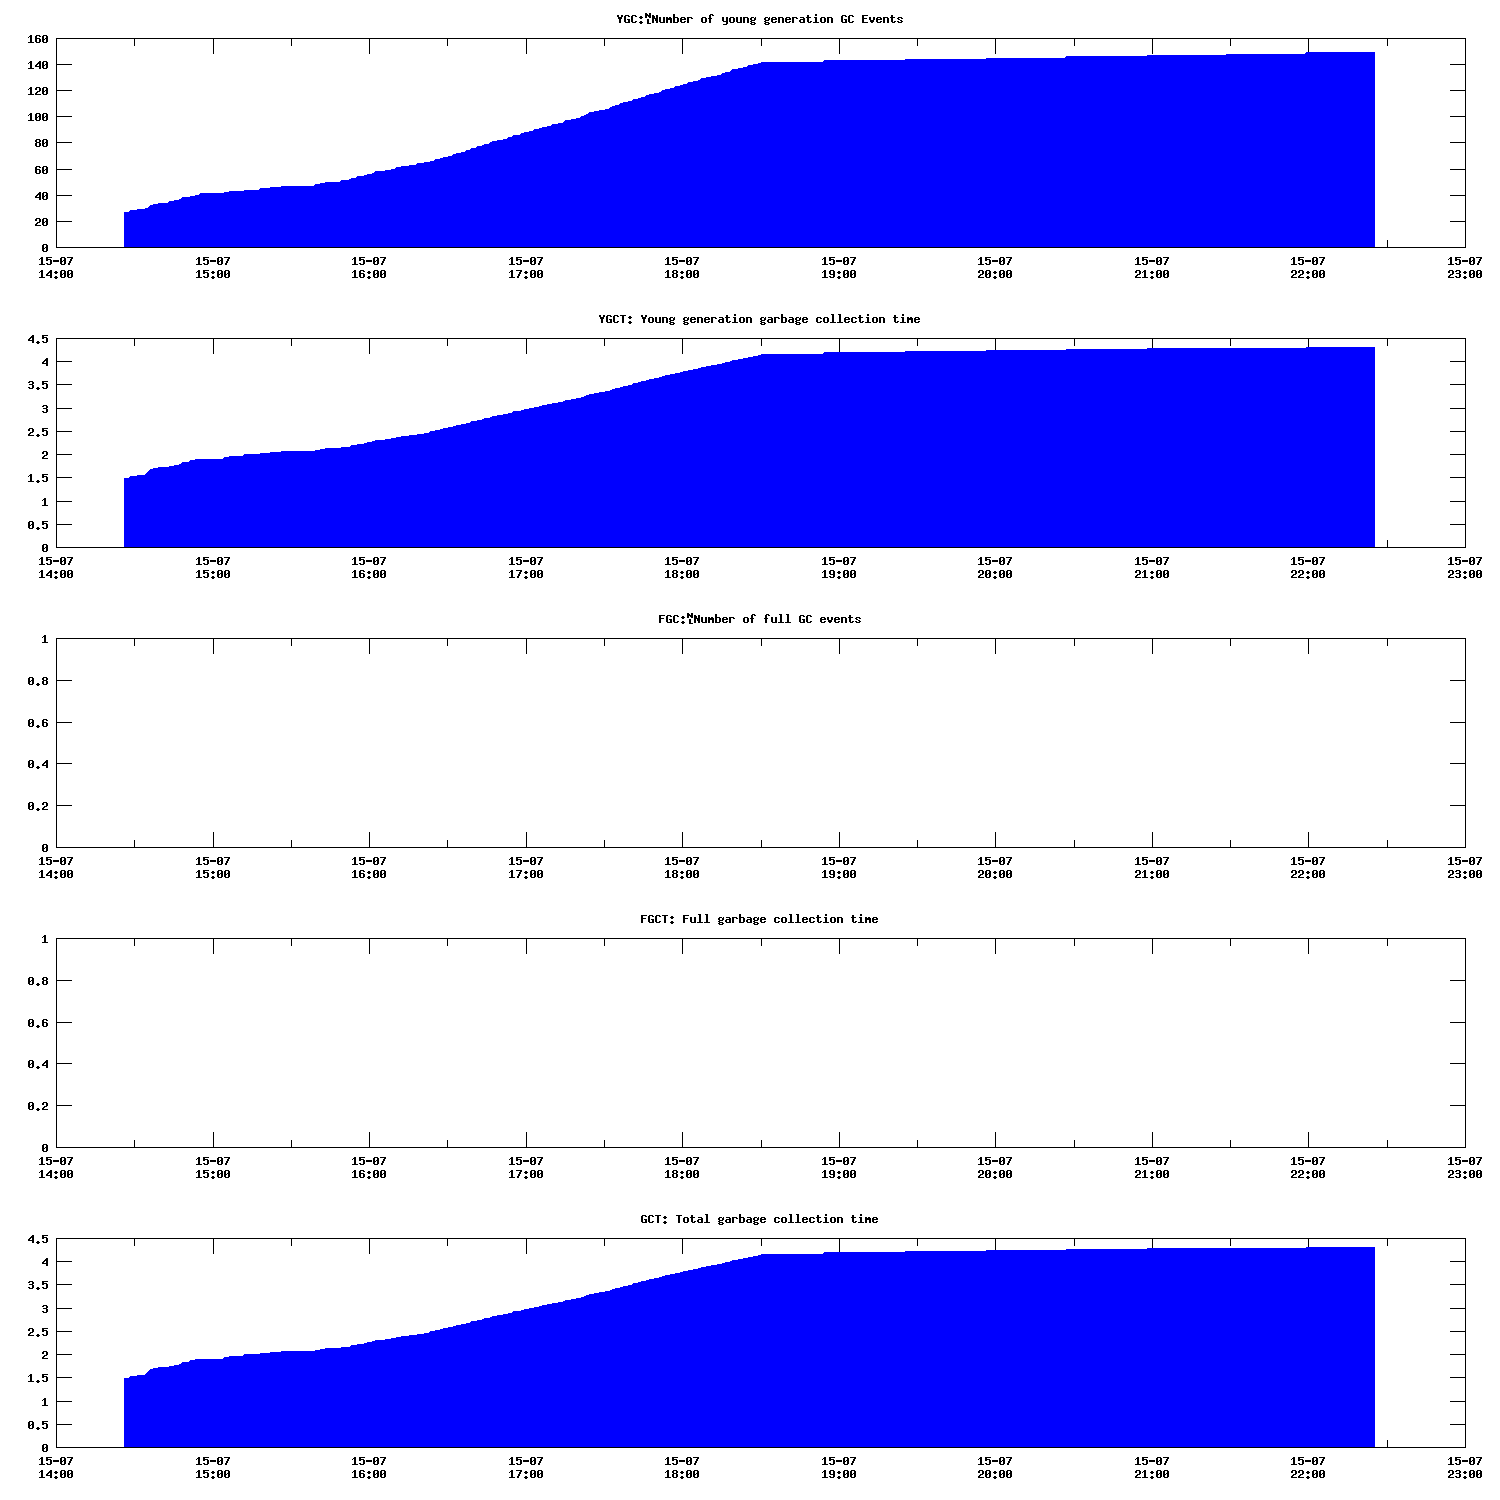 YGC:␤Number of young generation GC Events
160
140
120
100
80
60
40
20
0
15-07 15-07 15-07 15-07 15-07 15-07 15-07 15-07 15-07 15-07
14:00 15:00 16:00 17:00 18:00 19:00 20:00 21:00 22:00 23:00
YGCT: Young generation garbage collection time
4.5
4
3.5
3
2.5
2
1.5
1
0.5
0
15-07 15-07 15-07 15-07 15-07 15-07 15-07 15-07 15-07 15-07
14:00 15:00 16:00 17:00 18:00 19:00 20:00 21:00 22:00 23:00
FGC:␤Number of full GC events
1
0.8
0.6
0.4
0.2
0
15-07 15-07 15-07 15-07 15-07 15-07 15-07 15-07 15-07 15-07
14:00 15:00 16:00 17:00 18:00 19:00 20:00 21:00 22:00 23:00
FGCT: Full garbage collection time
1
0.8
0.6
0.4
0.2
0
15-07 15-07 15-07 15-07 15-07 15-07 15-07 15-07 15-07 15-07
14:00 15:00 16:00 17:00 18:00 19:00 20:00 21:00 22:00 23:00
GCT: Total garbage collection time
4.5
4
3.5
3
2.5
2
1.5
1
0.5
0
15-07 15-07 15-07 15-07 15-07 15-07 15-07 15-07 15-07 15-07
14:00 15:00 16:00 17:00 18:00 19:00 20:00 21:00 22:00 23:00